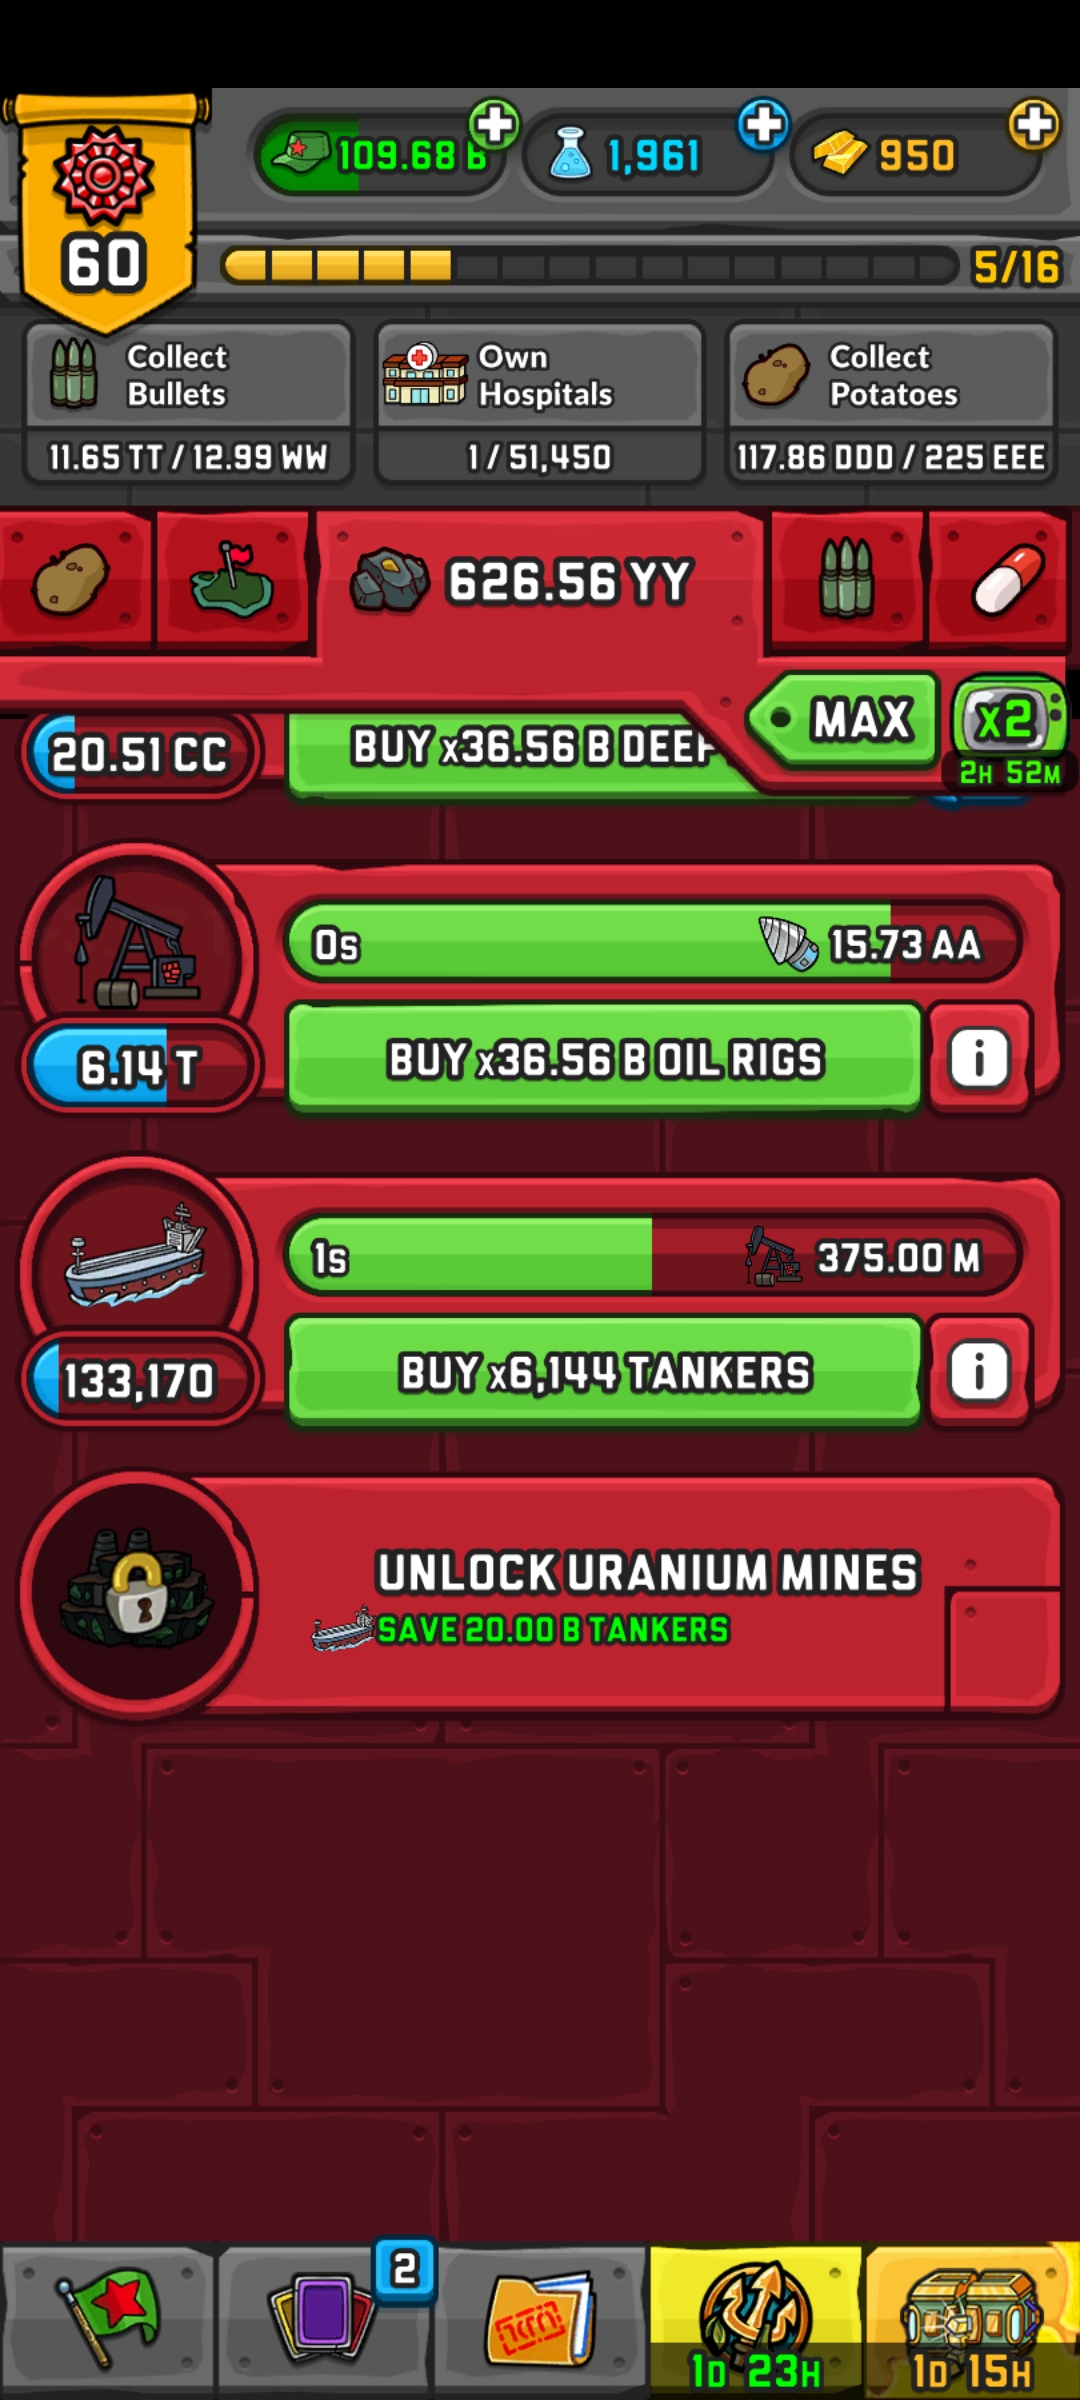 109.68 B
1,961
950
60
5/16
Collect
Bullets
11.65 TT / 12.99 WW
Own
Hospitals
1 / 51,450
Collect
Potatoes
117.86 DDD / 225 EEE
626.56 YY
MAX
x2
2H 52M
20.51 CC
BUY x36.56 B DEEP
0s
15.73 AA
6.14 T
BUY x36.56 B OIL RIGS
i
1s
375.00 M
133,170
BUY x6,144 TANKERS
i
UNLOCK URANIUM MINES
SAVE 20.00 B TANKERS
2
1D 23H
1D 15H